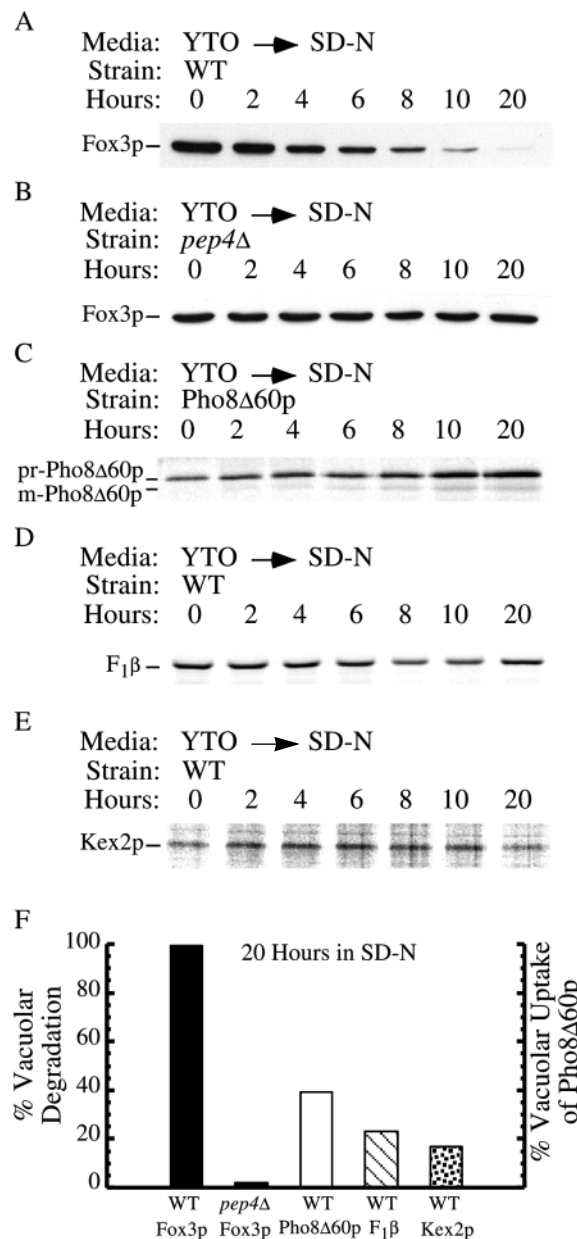 A
Media: YTO → SD-N
Strain: WT
Hours: 0 2 4 6 8 10 20
Fox3p
B
Media: YTO → SD-N
Strain: pep4Δ
Hours: 0 2 4 6 8 10 20
Fox3p
C
Media: YTO → SD-N
Strain: Pho8Δ60p
Hours: 0 2 4 6 8 10 20
pr-Pho8Δ60p
m-Pho8Δ60p
D
Media: YTO → SD-N
Strain: WT
Hours: 0 2 4 6 8 10 20
F₁β
E
Media: YTO → SD-N
Strain: WT
Hours: 0 2 4 6 8 10 20
Kex2p
F
20 Hours in SD-N
% Vacuolar
Degradation
100
80
60
40
20
0
% Vacuolar Uptake
of Pho8Δ60p
WT pep4Δ WT WT WT
Fox3p Fox3p Pho8Δ60p F₁β Kex2p